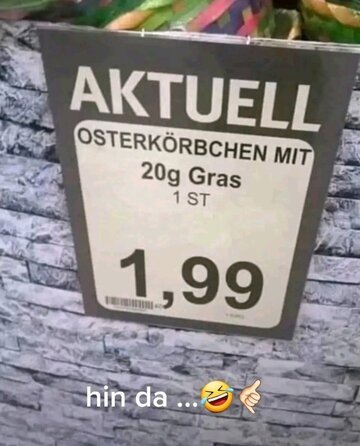 AKTUELL
OSTERKÖRBCHEN MIT
20g Gras
1 ST
1,99
hin da ...🤣🤙🏻